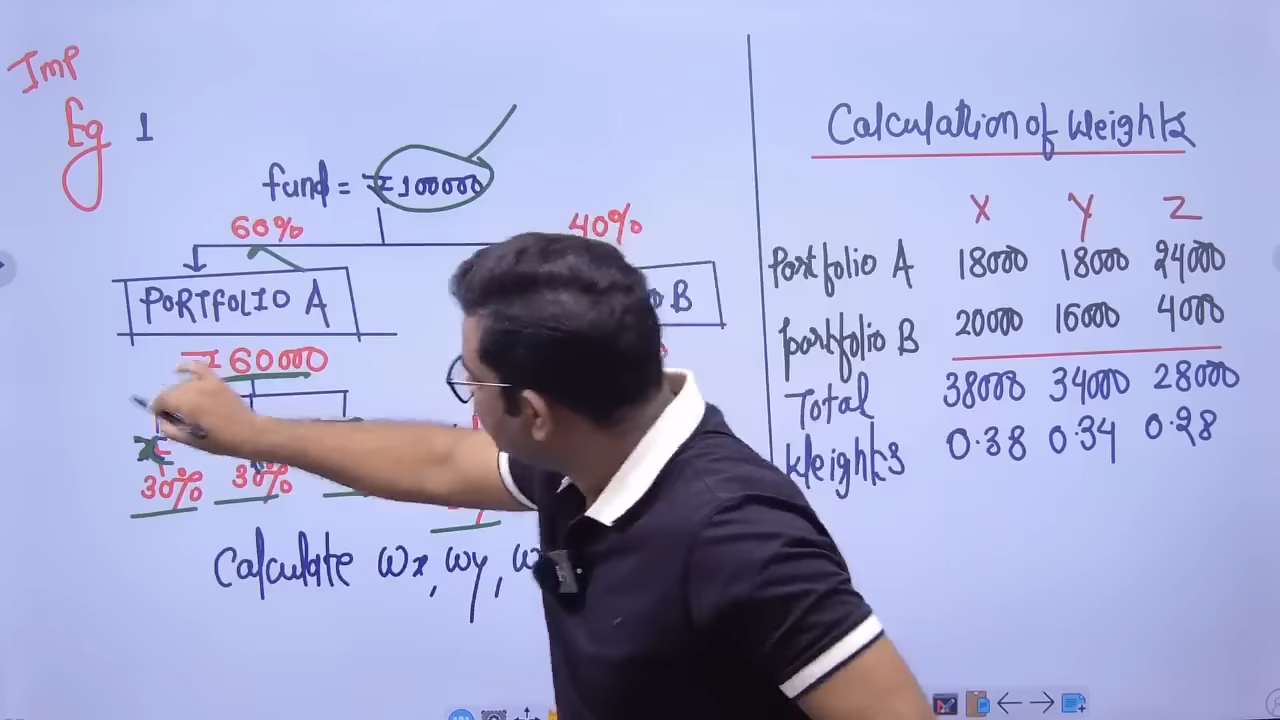 Imp
Eg 1
fund = ₹100000
60% 40%
PORTFOLIO A
B
₹60000
x
30% 30%
Calculate Wx, Wy, W
Calculation of Weights
X Y Z
Portfolio A 18000 18000 24000
Portfolio B 20000 16000 4000
Total 38000 34000 28000
Weights 0.38 0.34 0.28